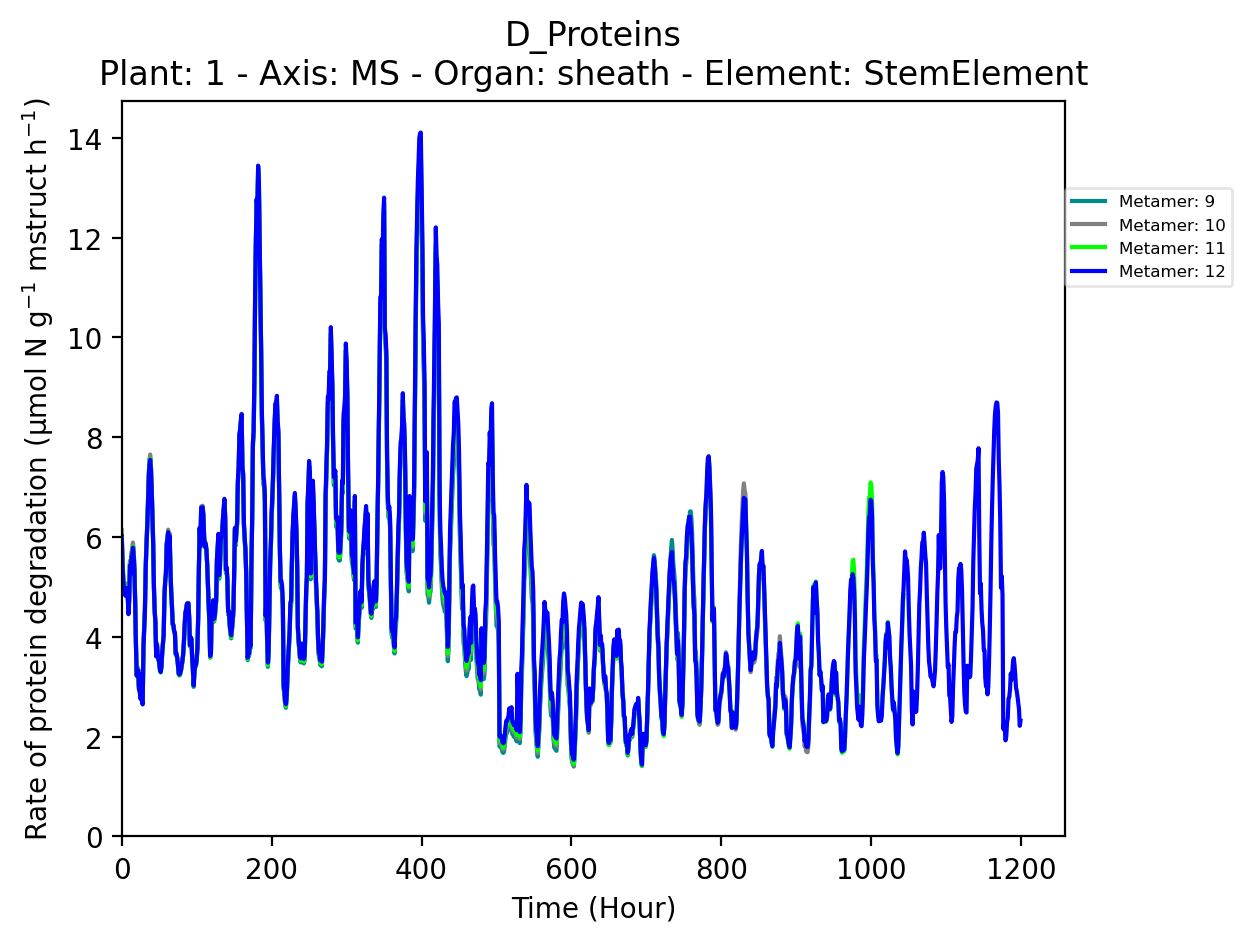 D_Proteins
Plant: 1 - Axis: MS - Organ: sheath - Element: StemElement
Rate of protein degradation (µmol N g⁻¹ mstruct h⁻¹)
14
12
10
8
6
4
2
0
0 200 400 600 800 1000 1200
Time (Hour)
Metamer: 9
Metamer: 10
Metamer: 11
Metamer: 12